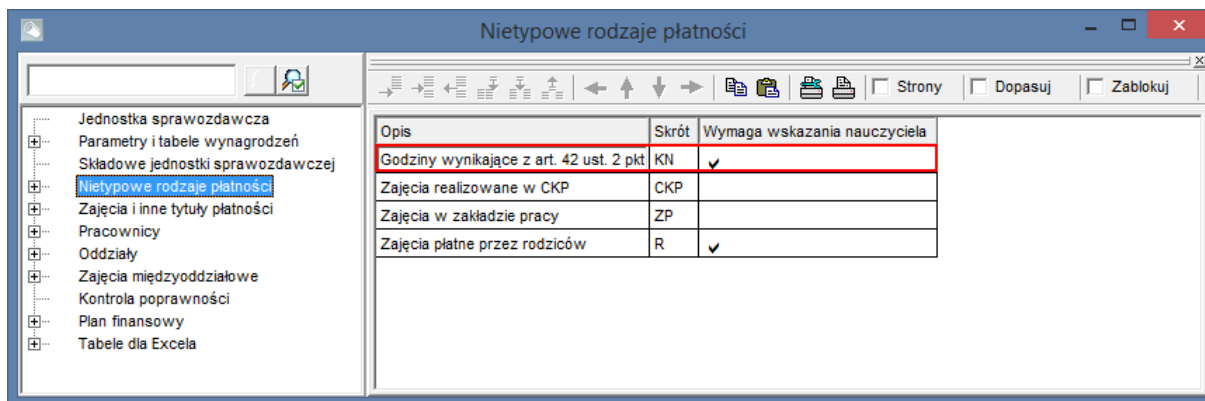 Nietypowe rodzaje płatności
Strony Dopasuj Zablokuj
Jednostka sprawozdawcza
Parametry i tabele wynagrodzeń
Składowe jednostki sprawozdawczej
Nietypowe rodzaje płatności
Zajęcia i inne tytuły płatności
Pracownicy
Oddziały
Zajęcia międzyoddziałowe
Kontrola poprawności
Plan finansowy
Tabele dla Excela
Opis Skrót Wymaga wskazania nauczyciela
Godziny wynikające z art. 42 ust. 2 pkt KN
Zajęcia realizowane w CKP CKP
Zajęcia w zakładzie pracy ZP
Zajęcia płatne przez rodziców R